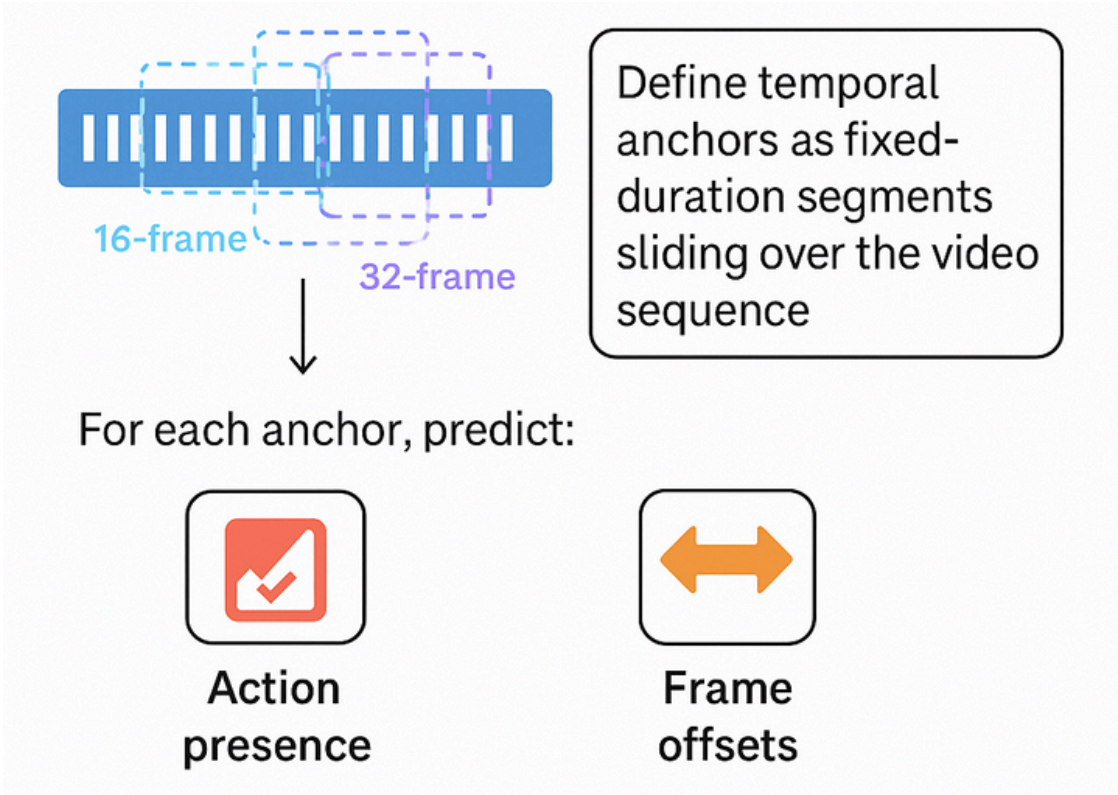 16-frame
32-frame
Define temporal
anchors as fixed-
duration segments
sliding over the video
sequence
For each anchor, predict:
Action
presence
Frame
offsets